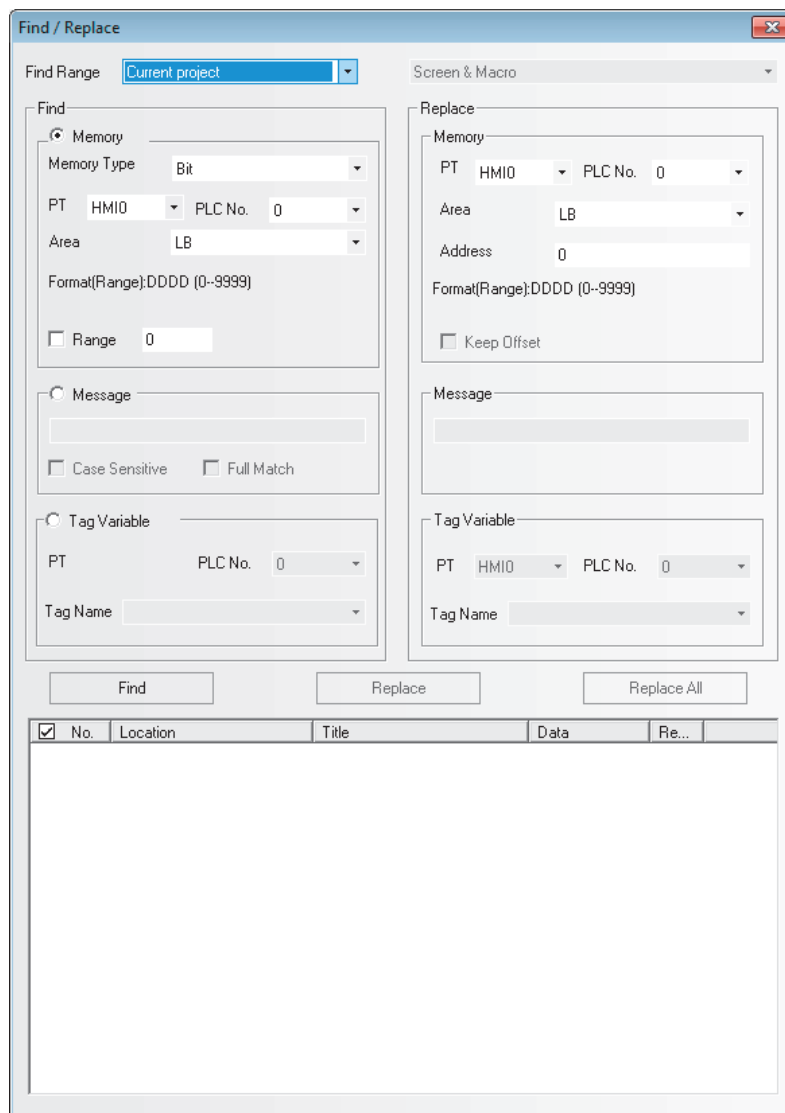 Find / Replace
Find Range Current project Screen & Macro
Find
Memory
Memory Type Bit
PT HMI0 PLC No. 0
Area LB
Format(Range):DDDD (0--9999)
Range 0
Message
Case Sensitive Full Match
Tag Variable
PT PLC No. 0
Tag Name
Replace
Memory
PT HMI0 PLC No. 0
Area LB
Address 0
Format(Range):DDDD (0--9999)
Keep Offset
Message
Tag Variable
PT HMI0 PLC No. 0
Tag Name
Find Replace Replace All
No. Location Title Data Re...